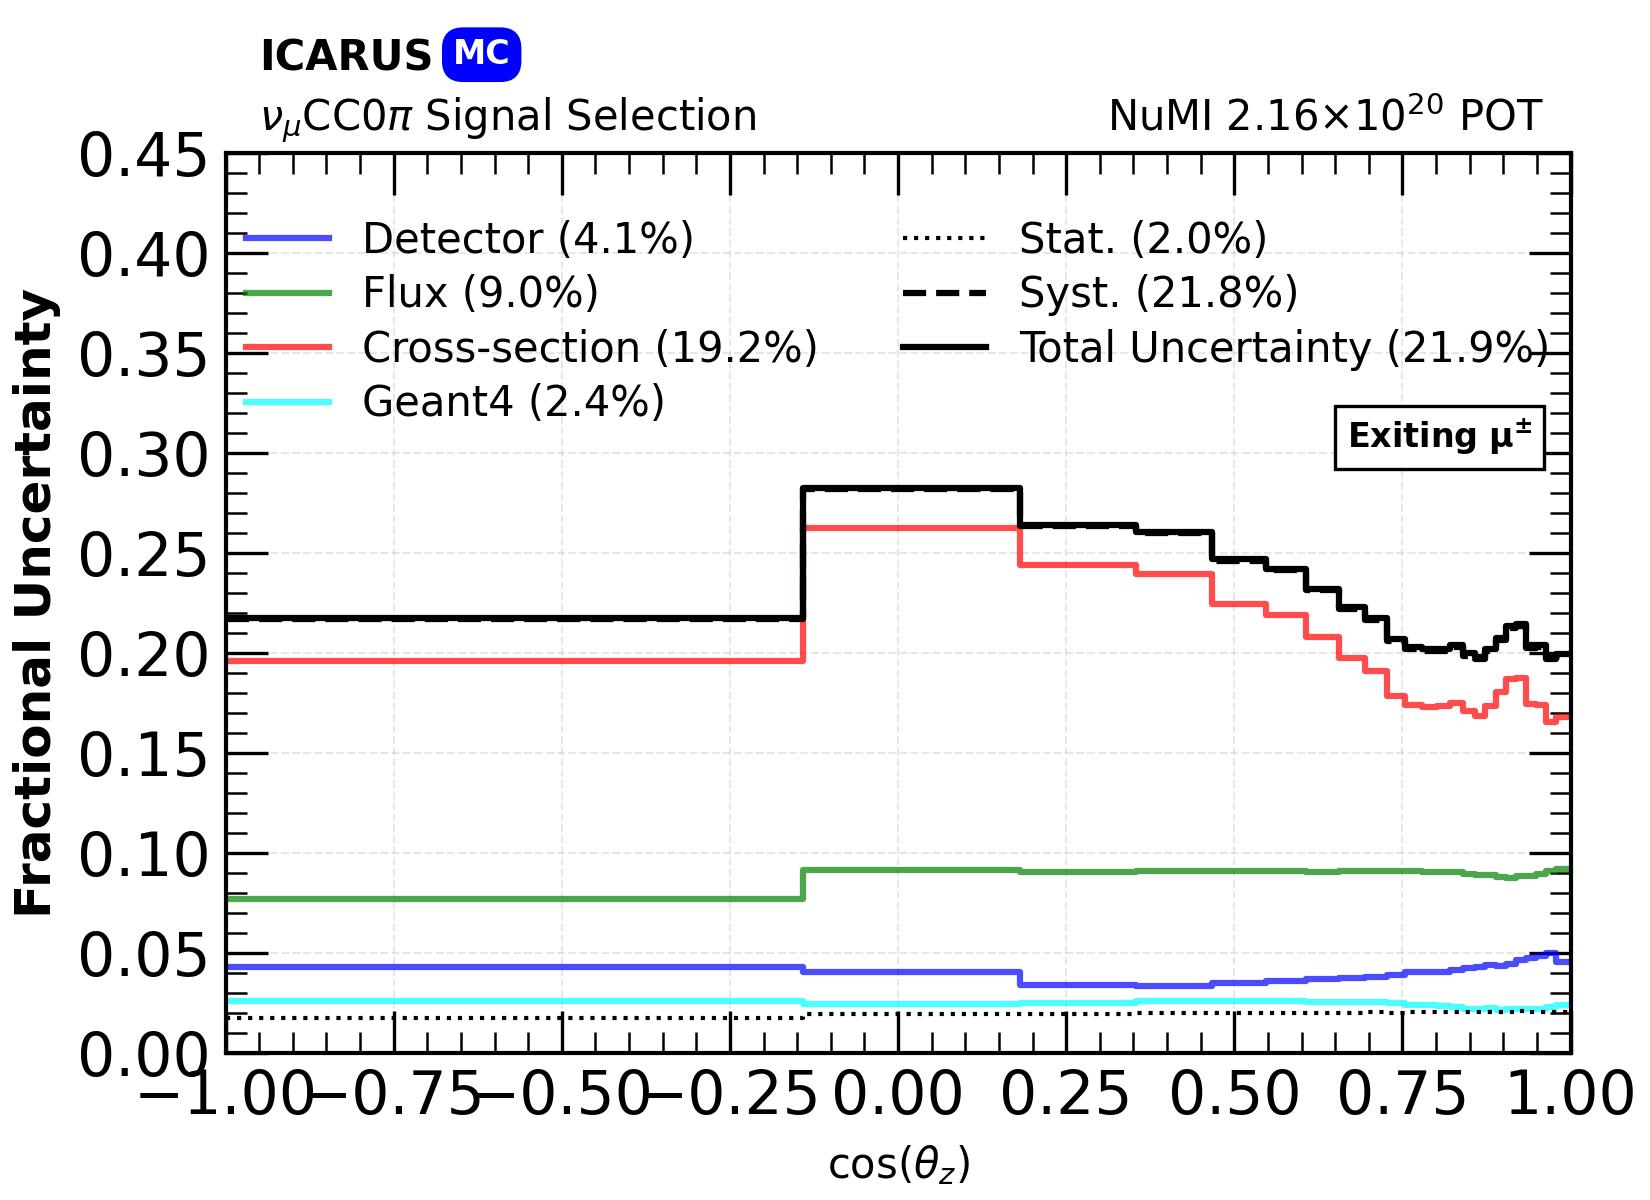 ICARUS MC
νμCC0π Signal Selection
NuMI 2.16×10²⁰ POT
0.45
0.40
0.35
0.30
0.25
0.20
0.15
0.10
0.05
0.00
Fractional Uncertainty
Detector (4.1%)
Flux (9.0%)
Cross-section (19.2%)
Geant4 (2.4%)
Stat. (2.0%)
Syst. (21.8%)
Total Uncertainty (21.9%)
Exiting μ±
−1.00 −0.75 −0.50 −0.25 0.00 0.25 0.50 0.75 1.00
cos(θz)